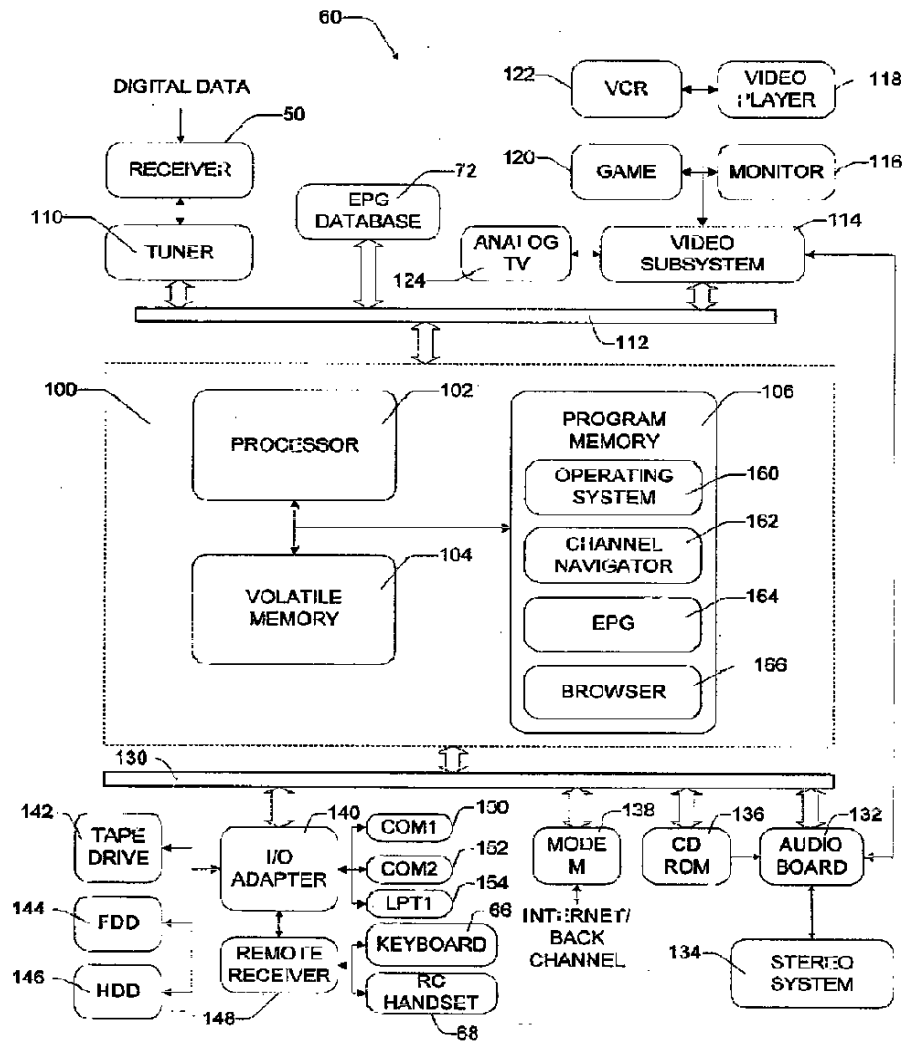 60
DIGITAL DATA
50
RECEIVER
110
TUNER
72
EPG
DATABASE
122
VCR
VIDEO
PLAYER
118
120
GAME
MONITOR
116
ANALOG
TV
124
VIDEO
SUBSYSTEM
114
112
100
102
PROCESSOR
104
VOLATILE
MEMORY
106
PROGRAM
MEMORY
OPERATING
SYSTEM
160
CHANNEL
NAVIGATOR
162
EPG
164
BROWSER
166
130
142
TAPE
DRIVE
144
FDD
146
HDD
140
I/O
ADAPTER
REMOTE
RECEIVER
148
COM1
150
COM2
152
LPT1
154
66
KEYBOARD
RC
HANDSET
68
138
MODE
M
INTERNET/
BACK
CHANNEL
136
CD
ROM
132
AUDIO
BOARD
134
STEREO
SYSTEM